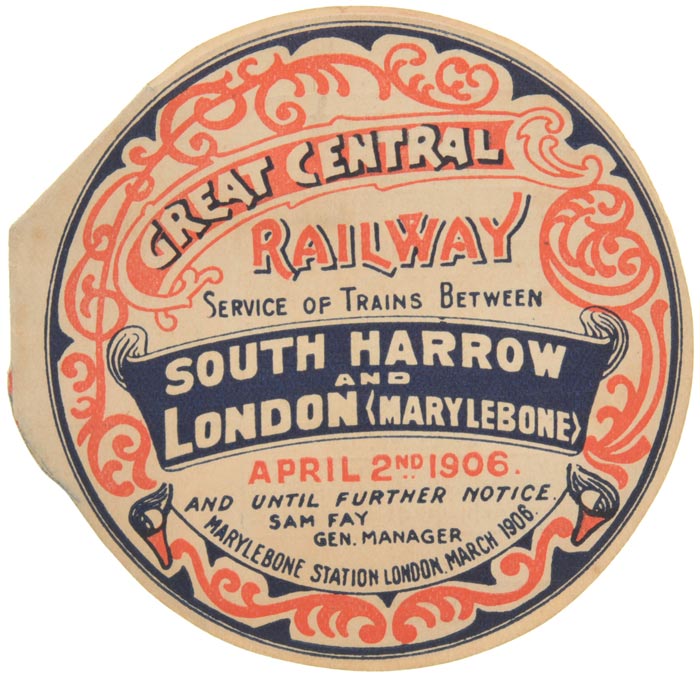 GREAT CENTRAL
RAILWAY
SERVICE OF TRAINS BETWEEN
SOUTH HARROW
AND
LONDON (MARYLEBONE)
APRIL 2ND 1906.
AND UNTIL FURTHER NOTICE.
SAM FAY
GEN. MANAGER
MARYLEBONE STATION LONDON. MARCH 1906.